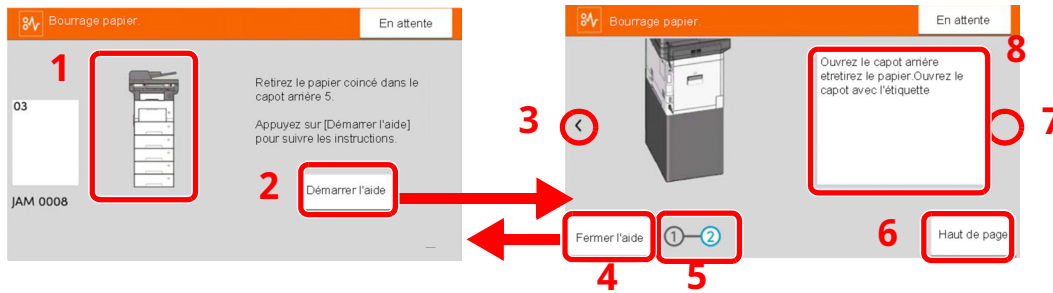 Bourrage papier.
En attente
1
03
JAM 0008
Retirez le papier coincé dans le
capot arrière 5.
Appuyez sur [Démarrer l'aide]
pour suivre les instructions.
2
Démarrer l'aide
Bourrage papier.
En attente
8
Ouvrez le capot arrière
etretirez le papier.Ouvrez le
capot avec l'étiquette
3
7
Fermer l'aide
1
2
6
Haut de page
4
5